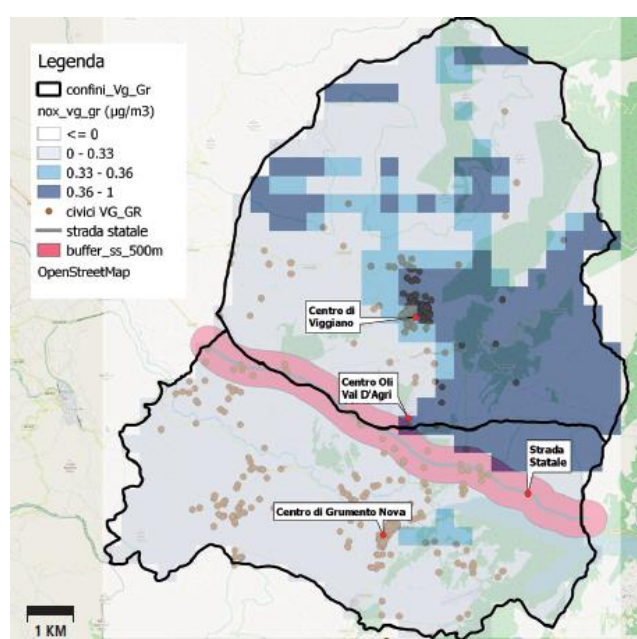 Legenda
confini_Vg_Gr
nox_vg_gr (µg/m3)
<= 0
0 - 0.33
0.33 - 0.36
0.36 - 1
civici VG_GR
strada statale
buffer_ss_500m
OpenStreetMap
Centro di
Viggiano
Centro Oli
Val D'Agri
Strada
Statale
Centro di Grumento Nova
1 KM